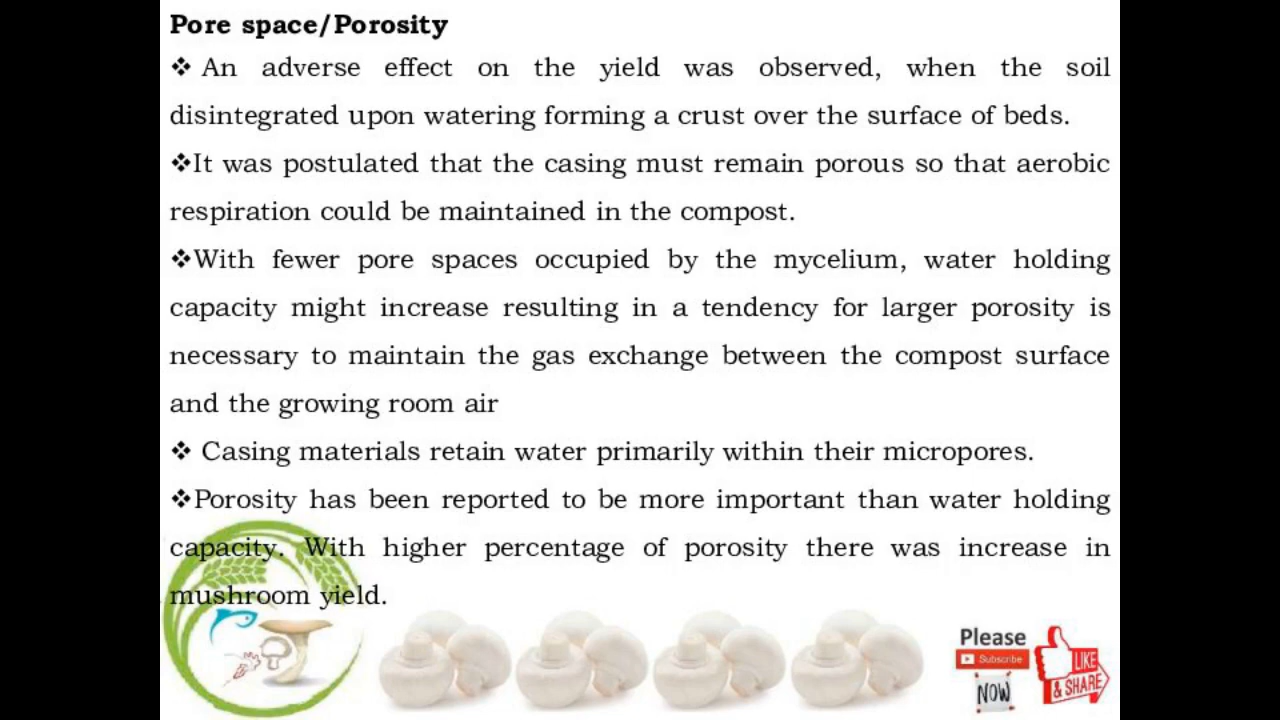 Pore space/Porosity
❖ An adverse effect on the yield was observed, when the soil
disintegrated upon watering forming a crust over the surface of beds.
❖It was postulated that the casing must remain porous so that aerobic
respiration could be maintained in the compost.
❖With fewer pore spaces occupied by the mycelium, water holding
capacity might increase resulting in a tendency for larger porosity is
necessary to maintain the gas exchange between the compost surface
and the growing room air
❖ Casing materials retain water primarily within their micropores.
❖Porosity has been reported to be more important than water holding
capacity. With higher percentage of porosity there was increase in
mushroom yield.
Please
Subscribe
NOW
LIKE
& SHARE